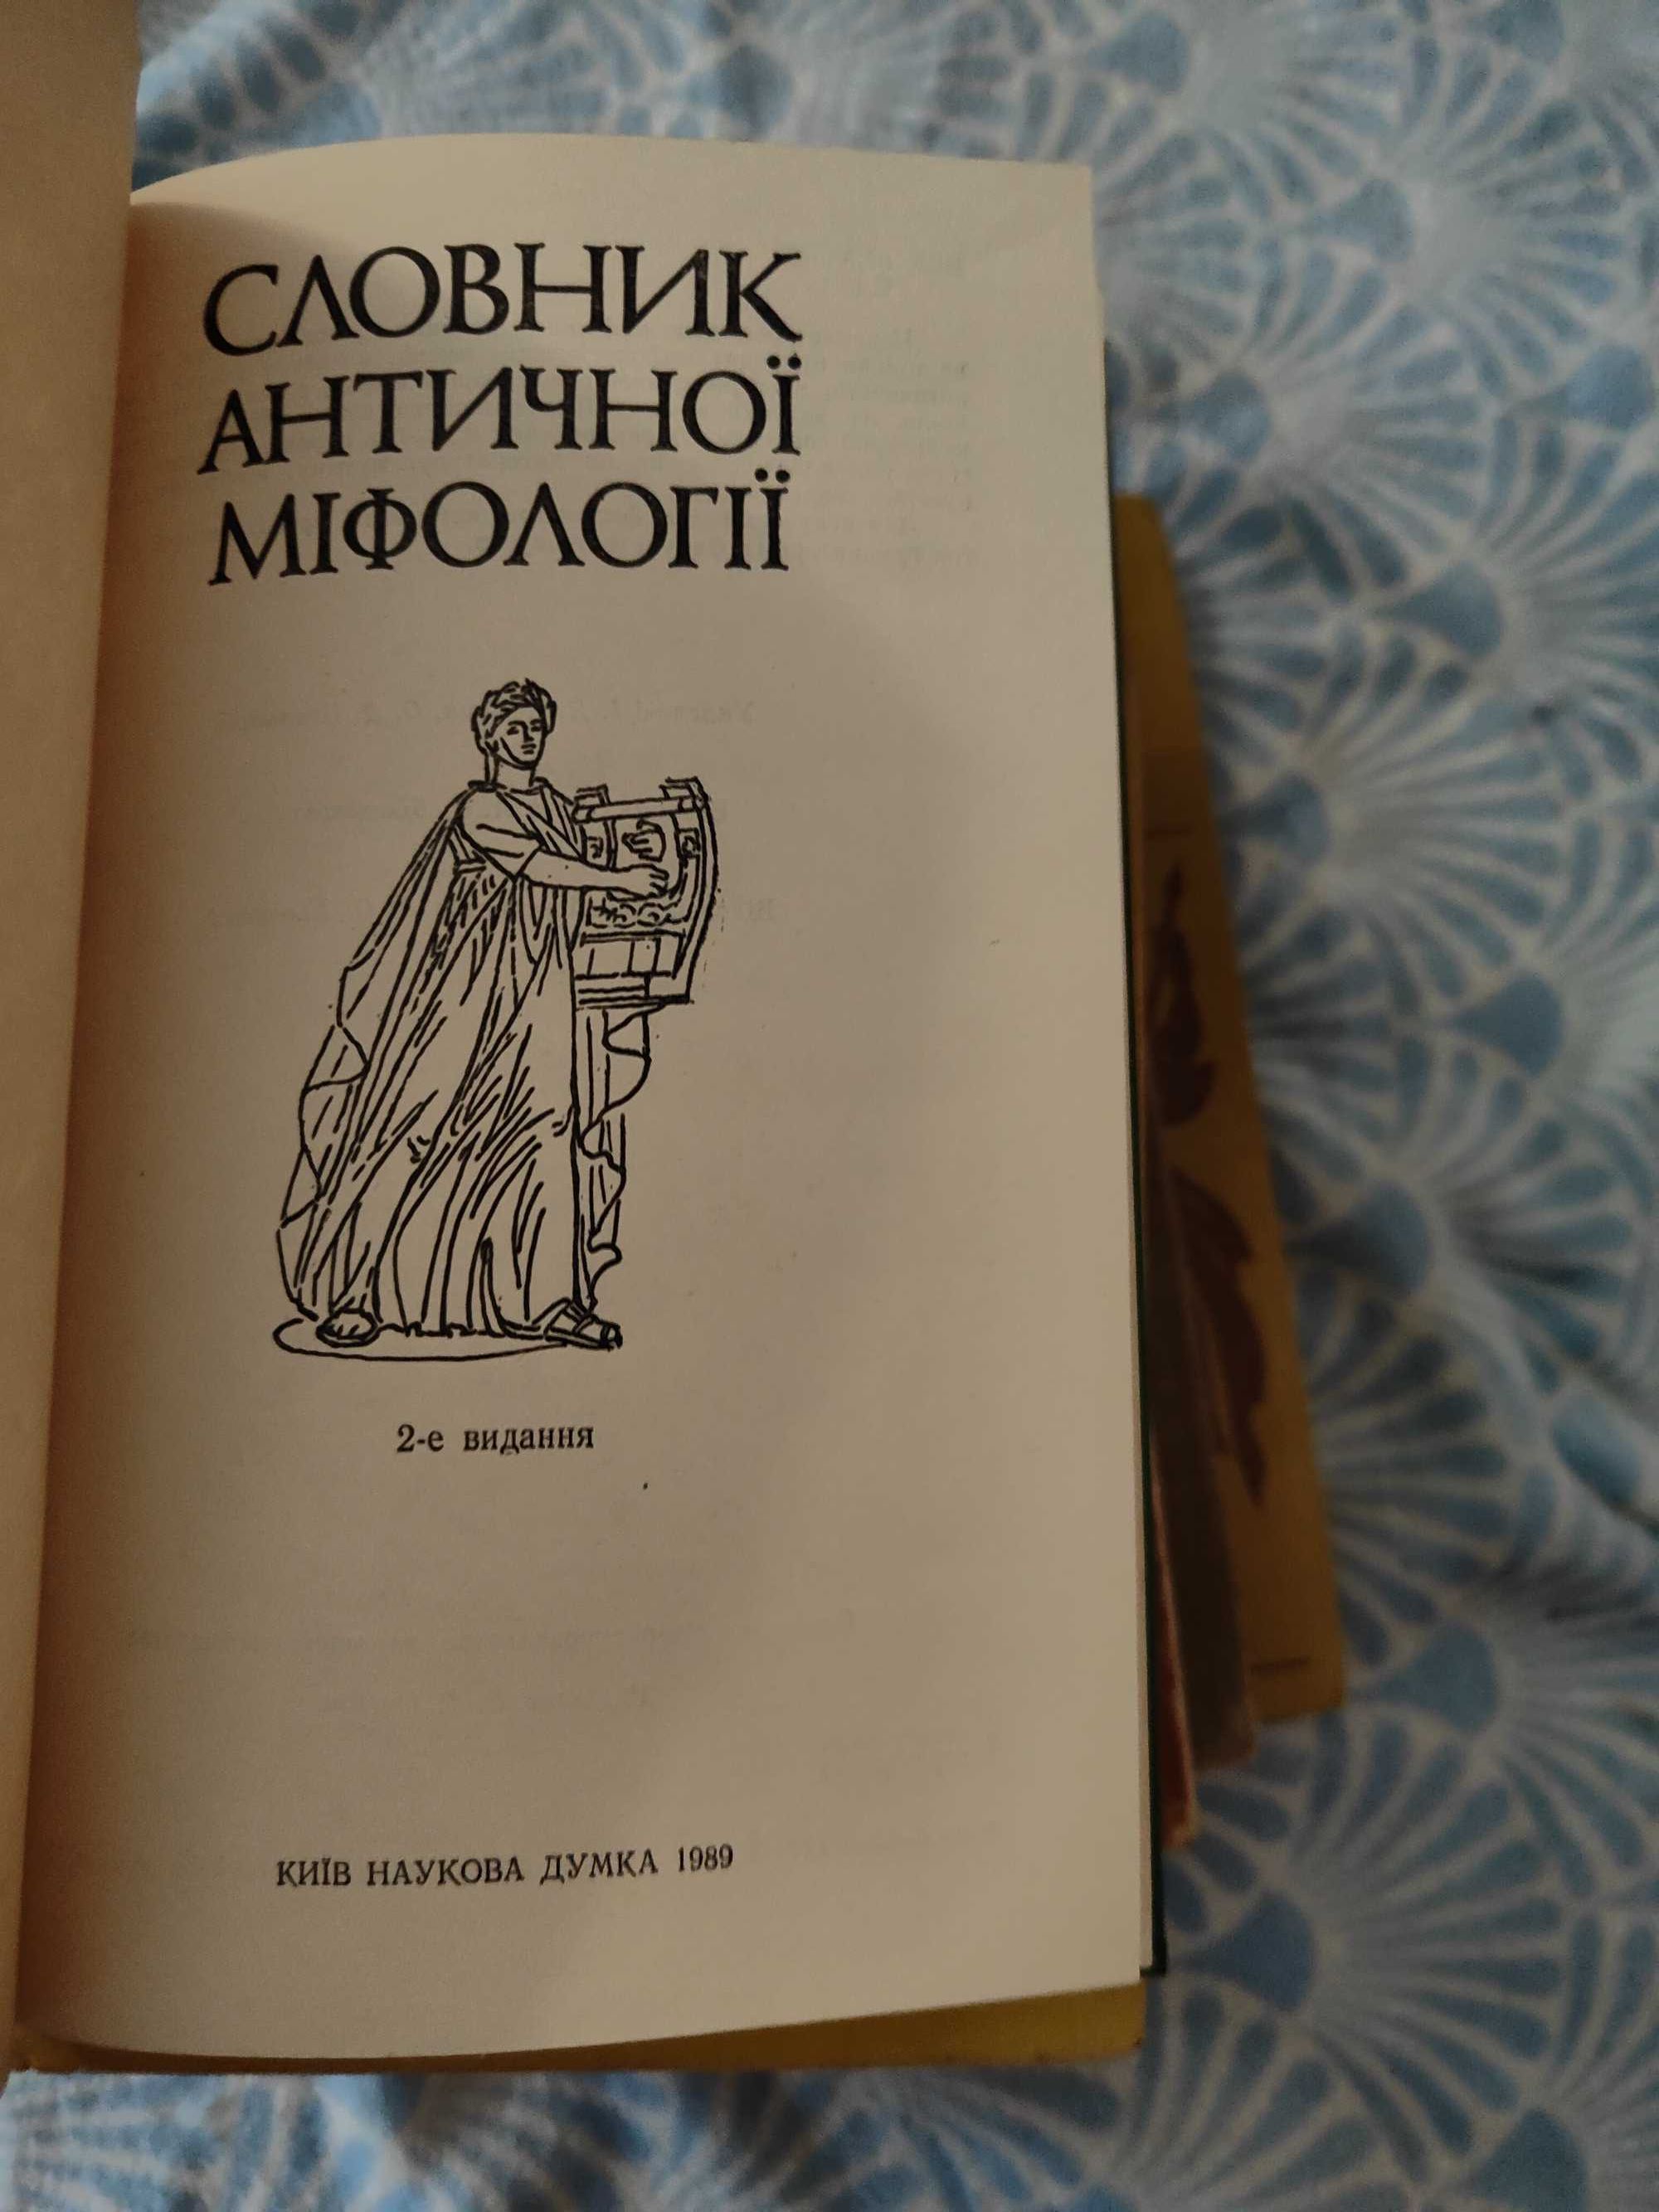 СЛОВНИК
АНТИЧНОЇ
МІФОЛОГІЇ
2-е видання
КИЇВ НАУКОВА ДУМКА 1989